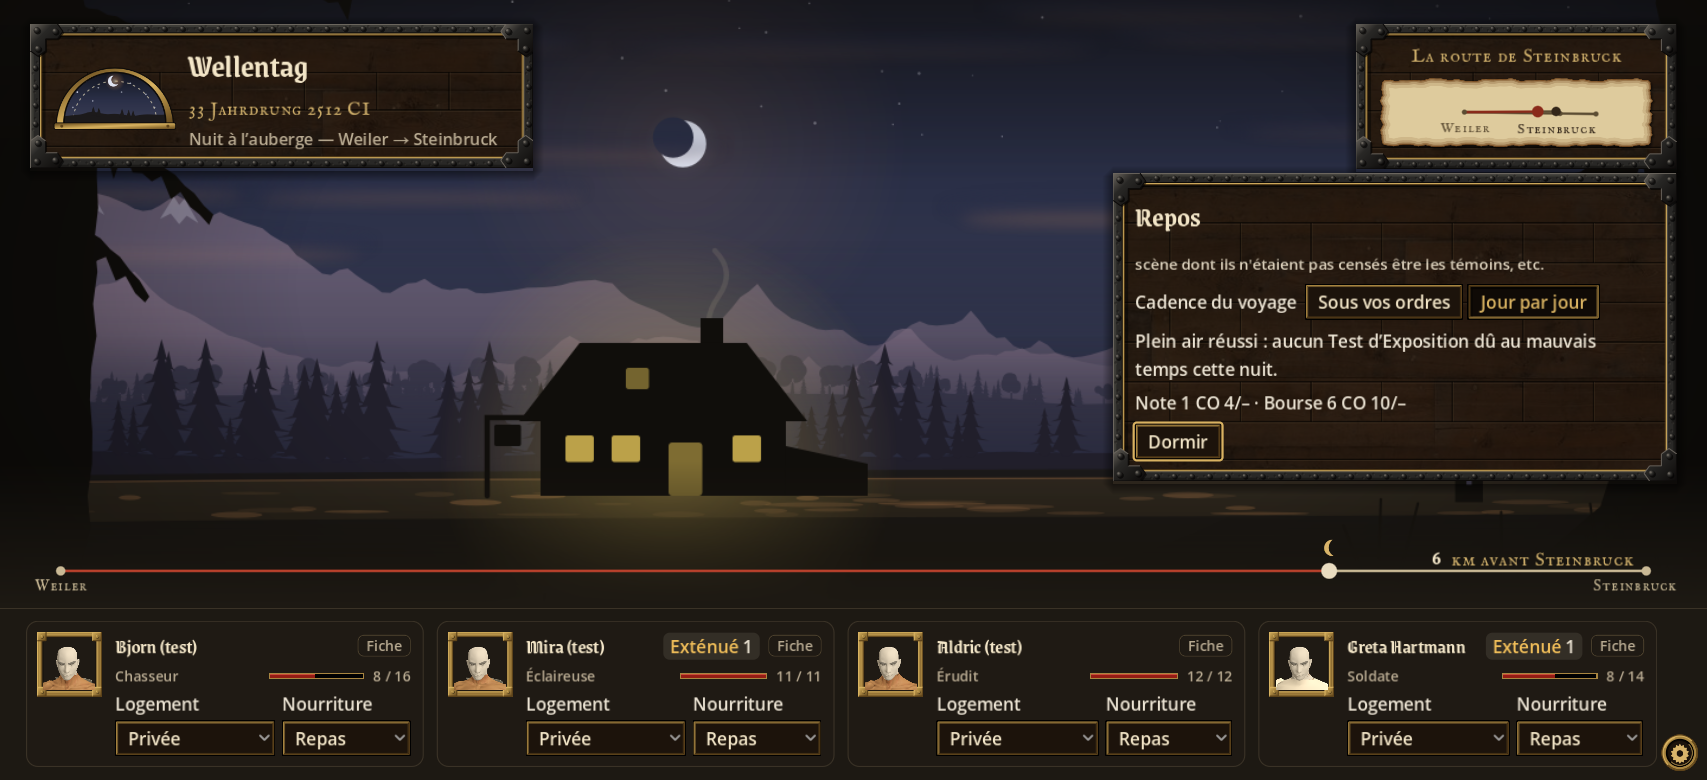 Wellentag
33 Jahrdrung 2512 CI
Nuit à l’auberge — Weiler → Steinbruck
La route de Steinbruck
Weiler Steinbruck
Repos
scène dont ils n'étaient pas censés être les témoins, etc.
Cadence du voyage Sous vos ordres Jour par jour
Plein air réussi : aucun Test d’Exposition dû au mauvais
temps cette nuit.
Note 1 CO 4/– · Bourse 6 CO 10/–
Dormir
6 km avant Steinbruck
Weiler Steinbruck
Bjorn (test) Fiche
Chasseur 8 / 16
Logement Nourriture
Privée Repas
Mira (test) Exténué 1 Fiche
Éclaireuse 11 / 11
Logement Nourriture
Privée Repas
Aldric (test) Fiche
Érudit 12 / 12
Logement Nourriture
Privée Repas
Greta Hartmann Exténué 1 Fiche
Soldate 8 / 14
Logement Nourriture
Privée Repas